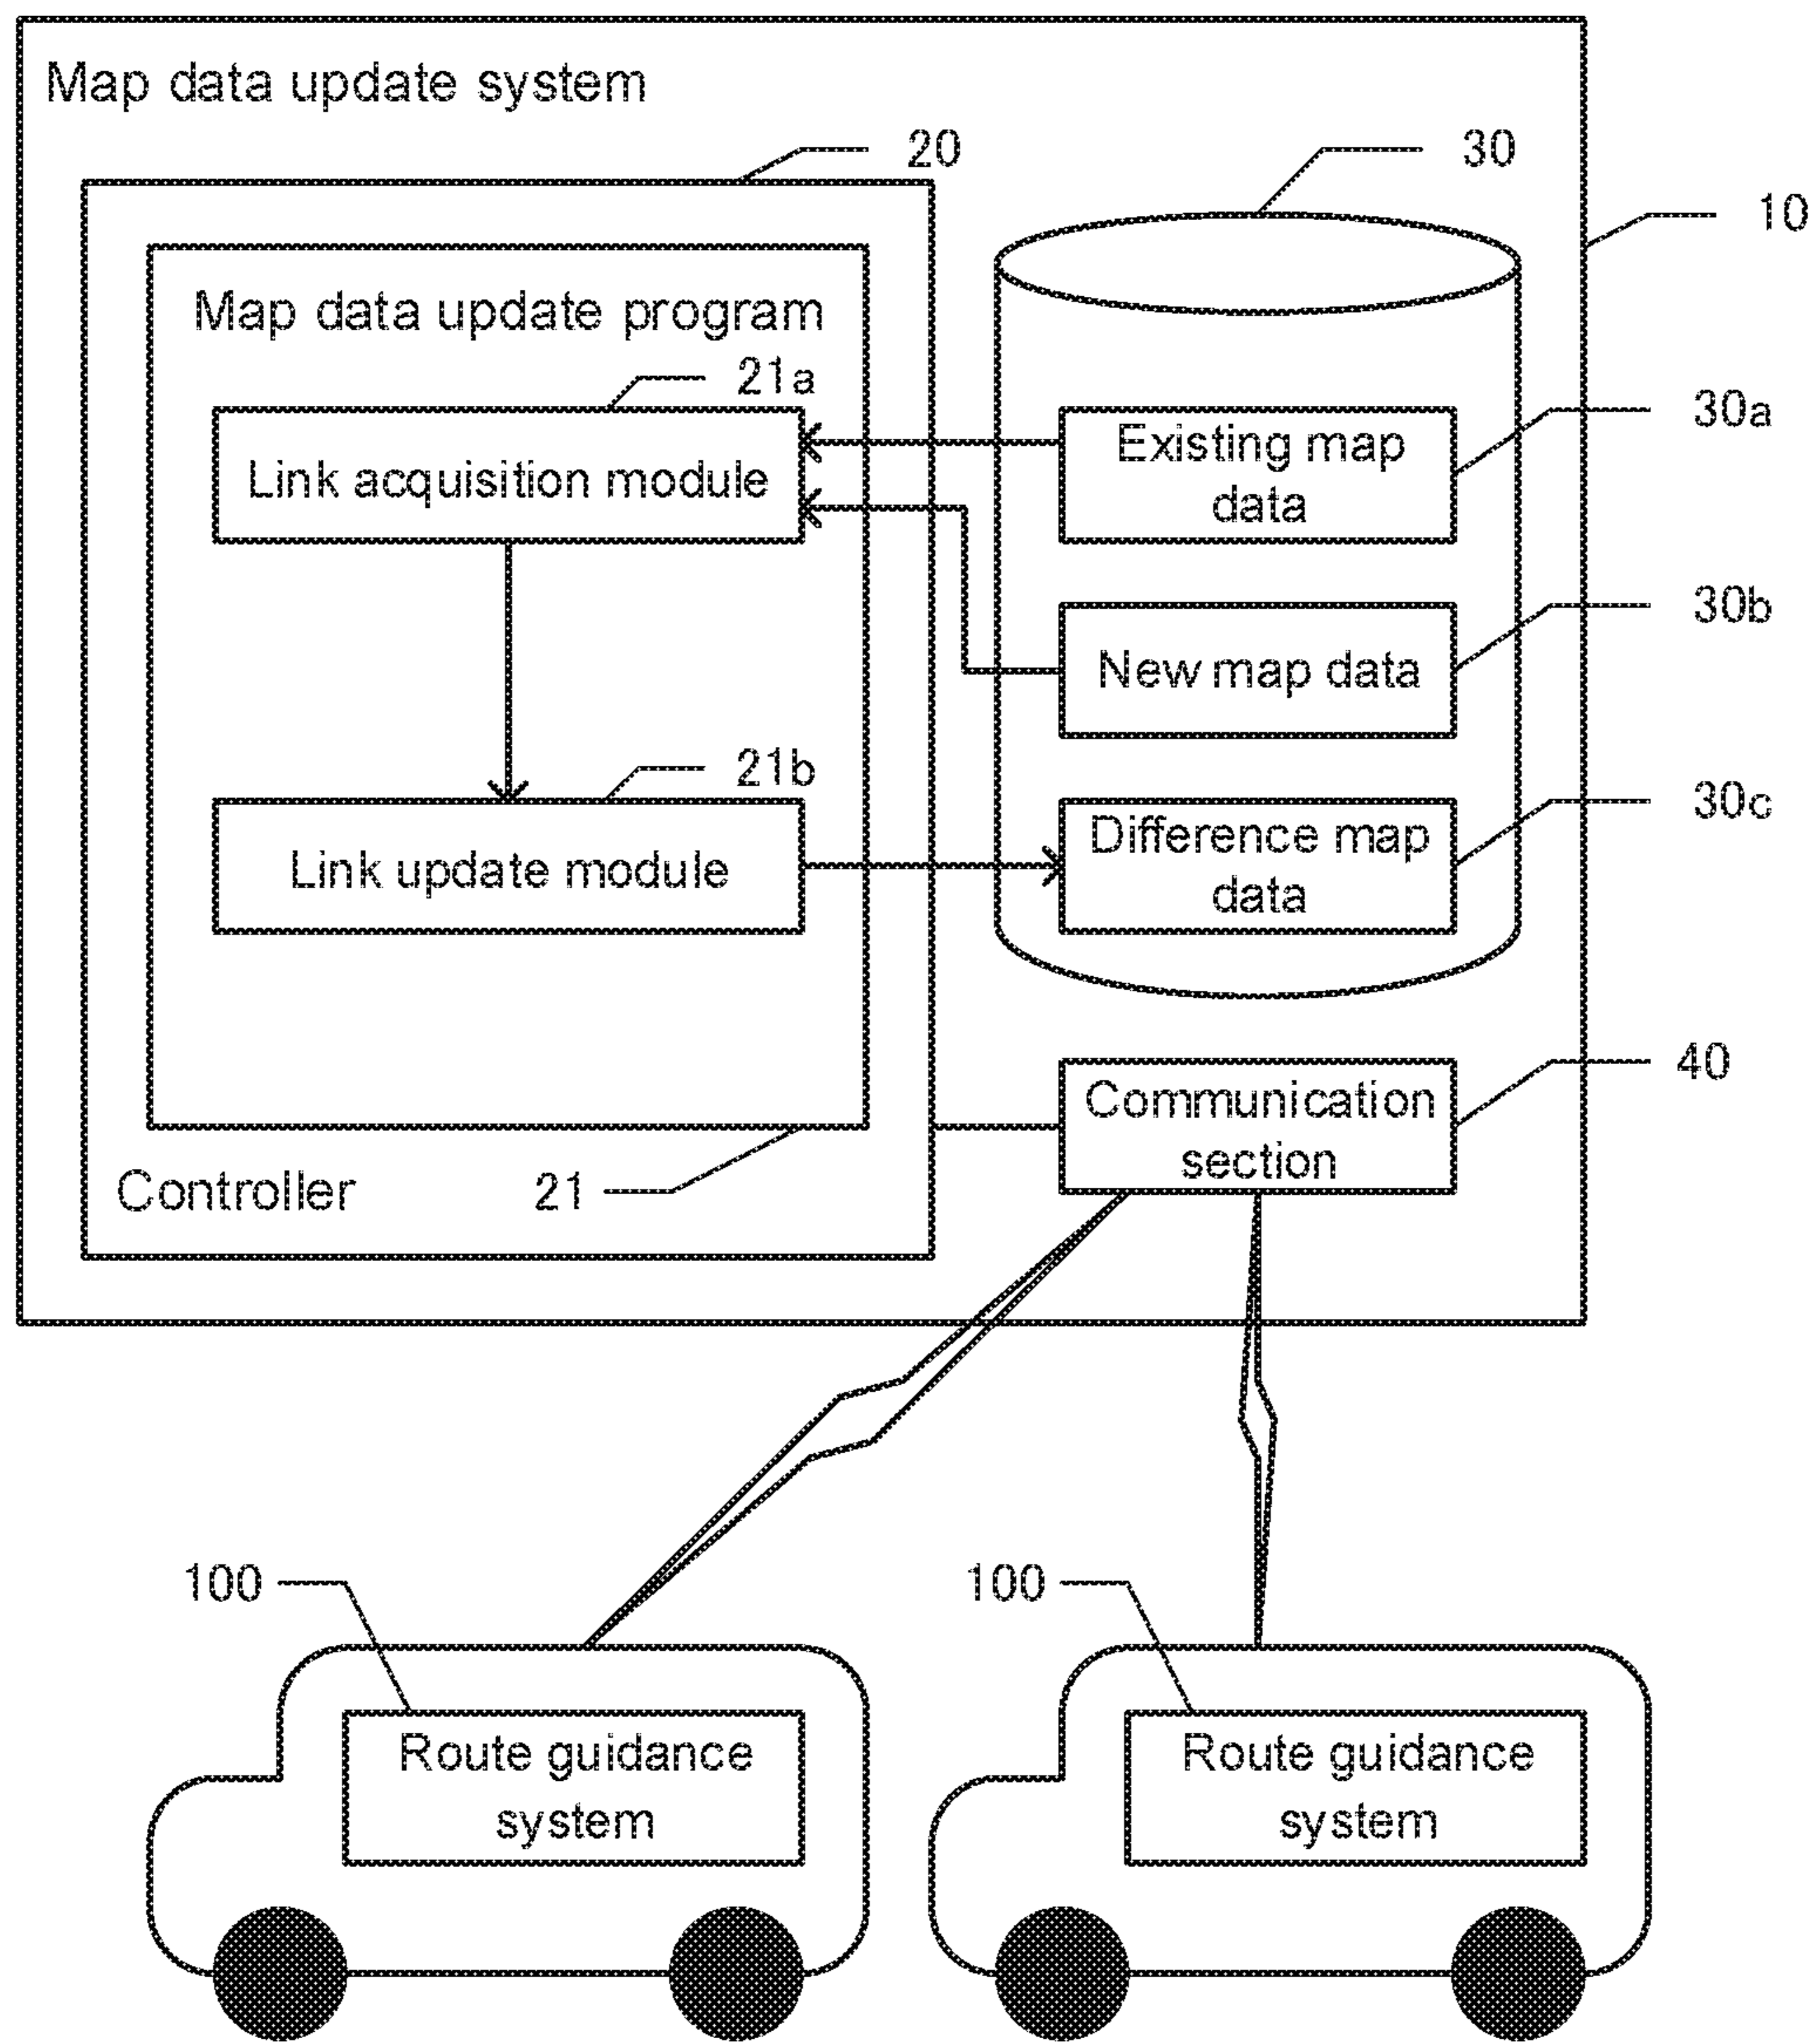 Map data update system
20
30
10
Map data update program
21a
30a
Existing map
data
Link acquisition module
30b
New map data
21b
30c
Difference map
data
Link update module
40
Communication
section
Controller
21
100
100
Route guidance
system
Route guidance
system